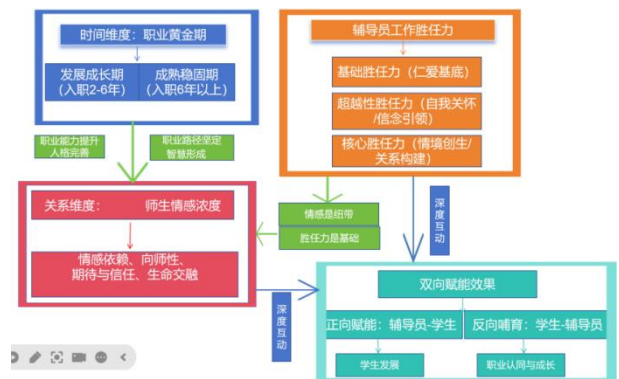 时间维度：职业黄金期
发展成长期
（入职2-6年）
成熟稳固期
（入职6年以上）
辅导员工作胜任力
基础胜任力（仁爱基底）
超越性胜任力（自我关怀
/信念引领）
核心胜任力（情境创生/
关系构建）
职业能力提升
人格完善
职业路径坚定
智慧形成
关系维度：
师生情感浓度
情感依赖、向师性、
期待与信任、生命交融
情感是纽带
胜任力是基础
深度互动
深度互动
双向赋能效果
正向赋能：辅导员-学生
反向哺育：学生-辅导员
学生发展
职业认同与成长